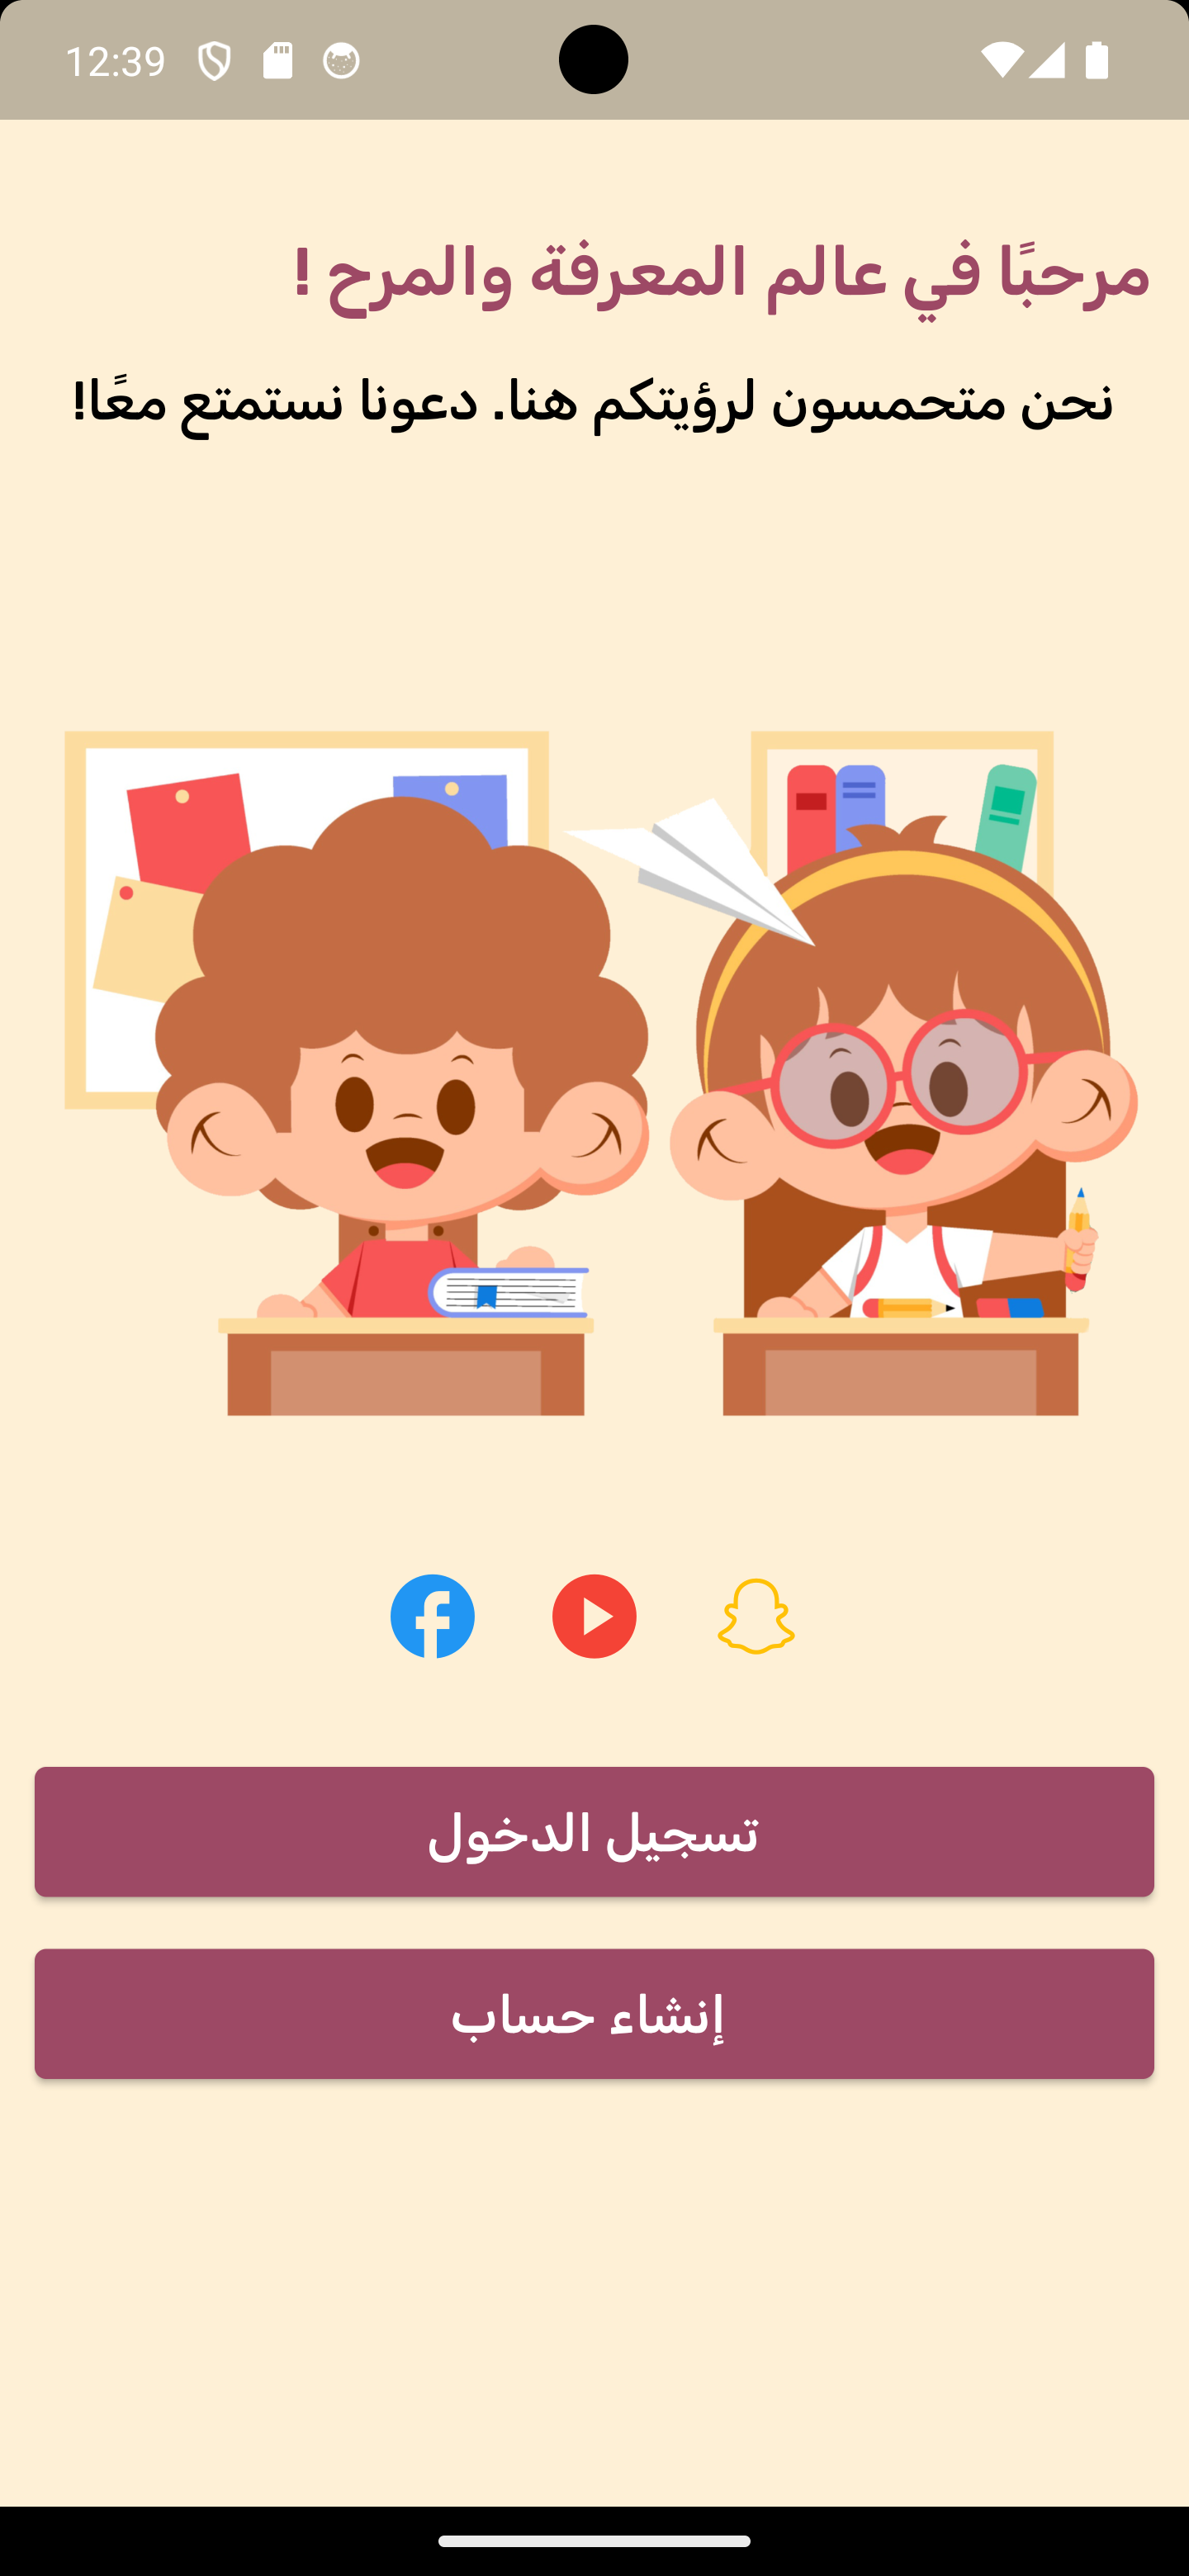 12:39
مرحبًا في عالم المعرفة والمرح !
نحن متحمسون لرؤيتكم هنا. دعونا نستمتع معًا!
تسجيل الدخول
إنشاء حساب